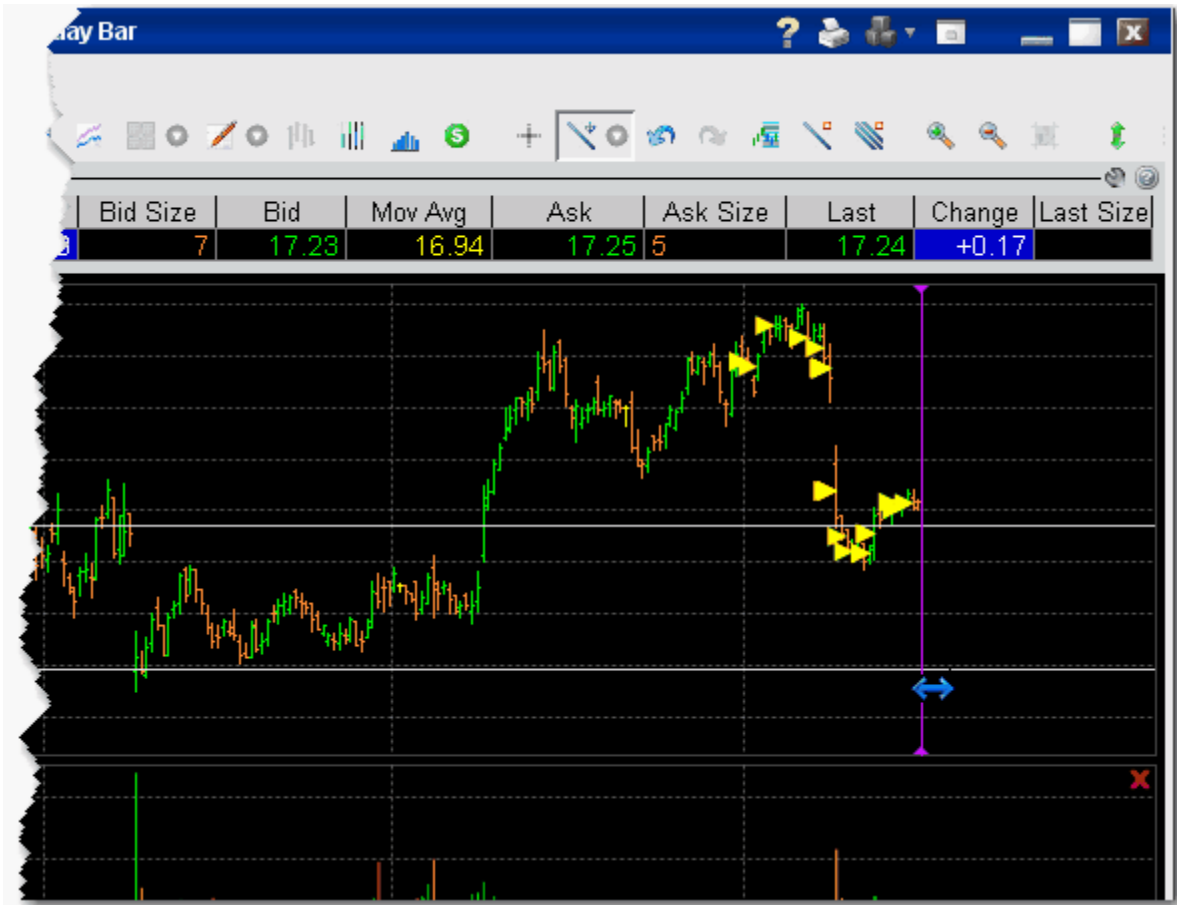 ay Bar
?
S
?
Bid Size Bid Mov Avg Ask Ask Size Last Change Last Size
7 17.23 16.94 17.25 5 17.24 +0.17